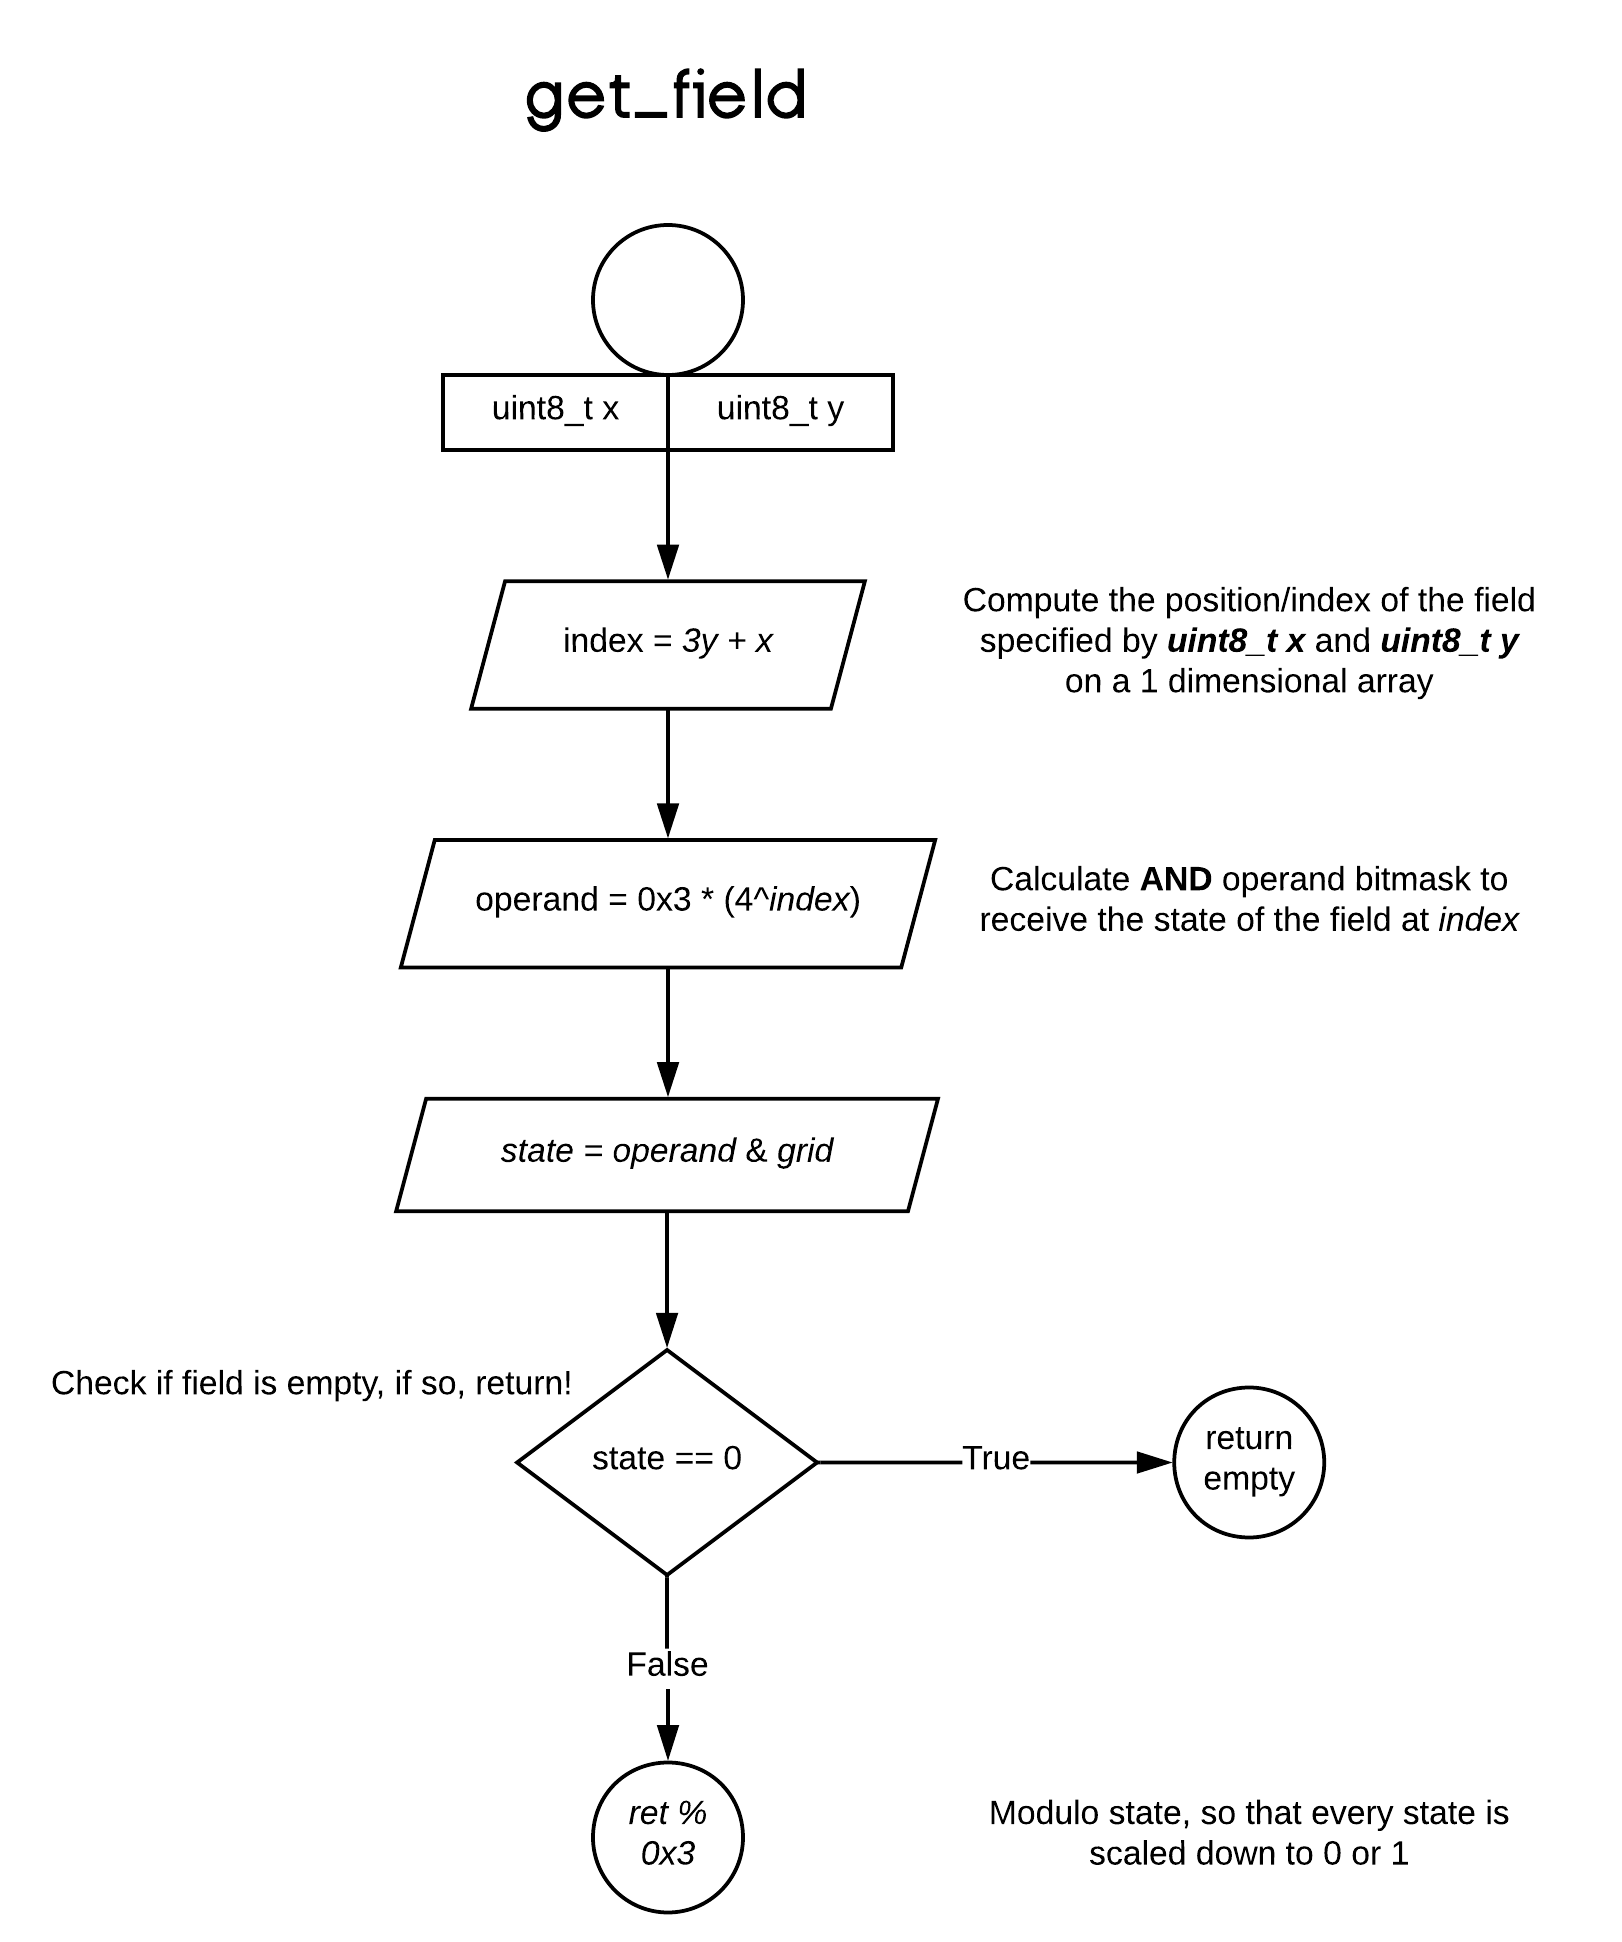 get_field
uint8_t x
uint8_t y
index = 3y + x
Compute the position/index of the field
specified by uint8_t x and uint8_t y
on a 1 dimensional array
operand = 0x3 * (4^index)
Calculate AND operand bitmask to
receive the state of the field at index
state = operand & grid
Check if field is empty, if so, return!
state == 0
True
return
empty
False
ret %
0x3
Modulo state, so that every state is
scaled down to 0 or 1